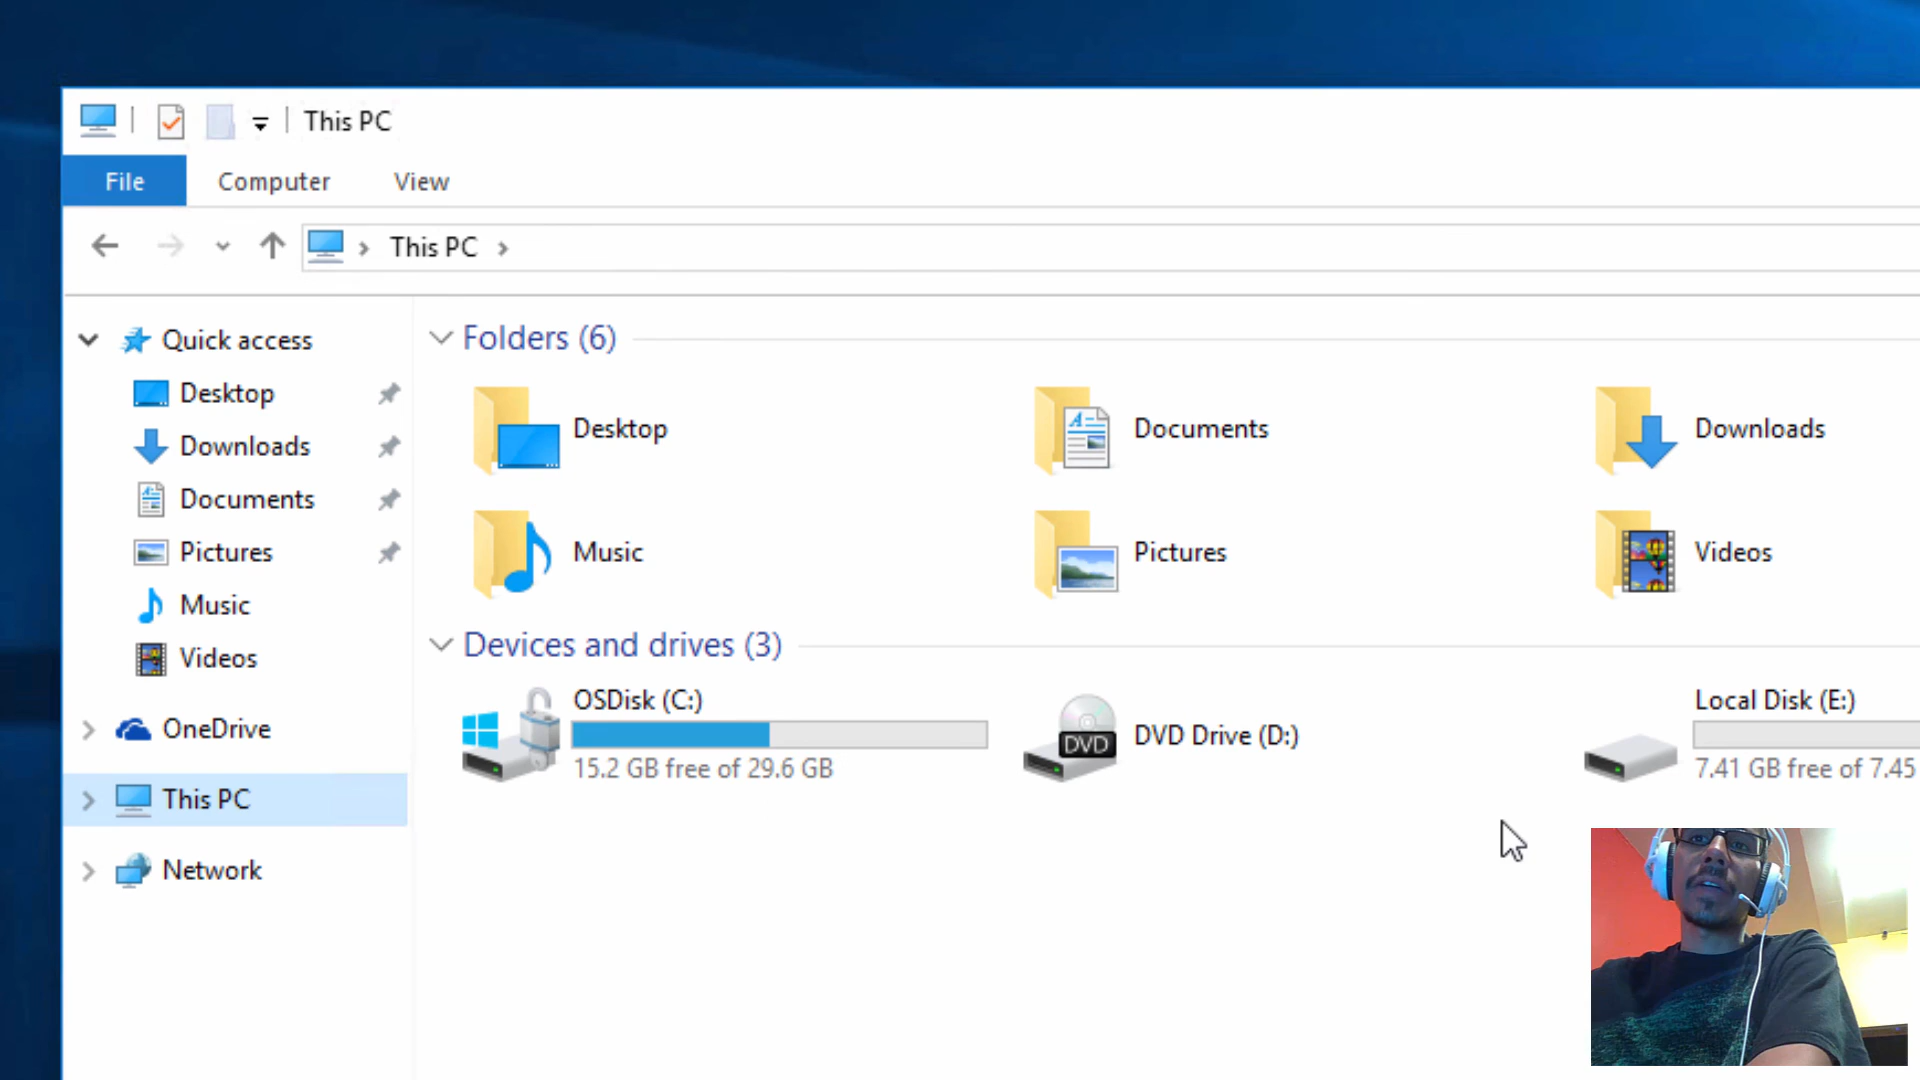 This PC
File Computer View
This PC
Quick access
Desktop
Downloads
Documents
Pictures
Music
Videos
OneDrive
This PC
Network
Folders (6)
Desktop
Documents
Downloads
Music
Pictures
Videos
Devices and drives (3)
OSDisk (C:)
15.2 GB free of 29.6 GB
DVD
DVD Drive (D:)
Local Disk (E:)
7.41 GB free of 7.45